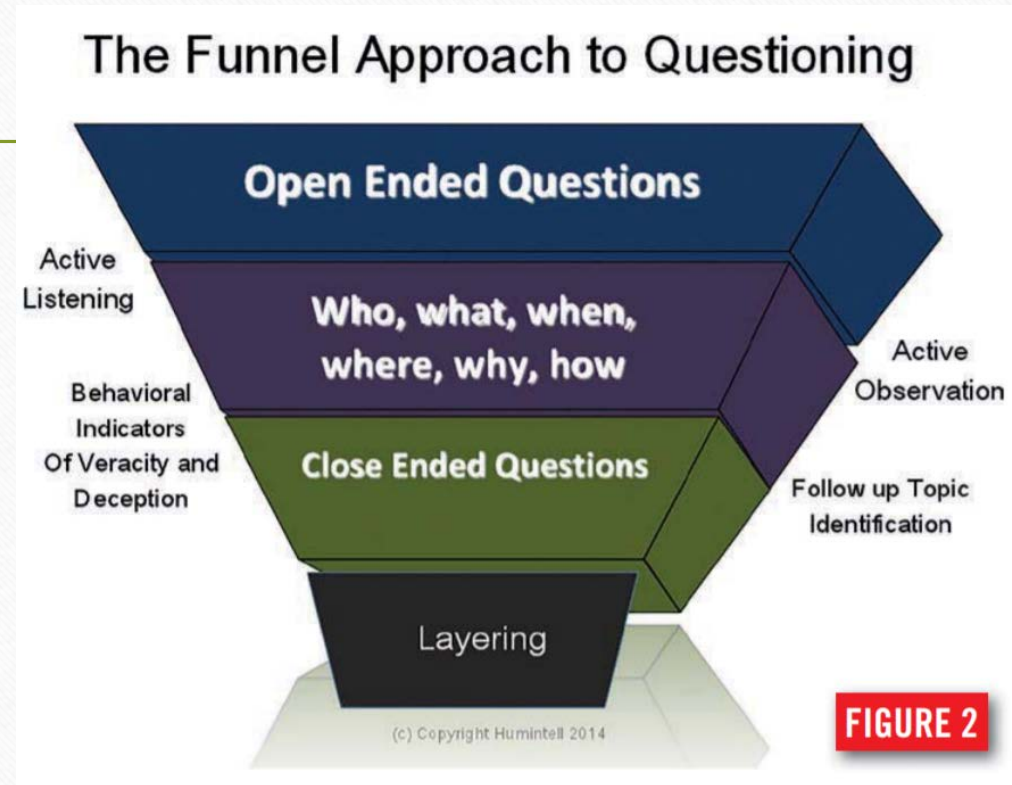 The Funnel Approach to Questioning
Open Ended Questions
Active
Listening
Who, what, when,
where, why, how
Active
Observation
Behavioral
Indicators
Of Veracity and
Deception
Close Ended Questions
Follow up Topic
Identification
Layering
(c) Copyright Humintell 2014
FIGURE 2